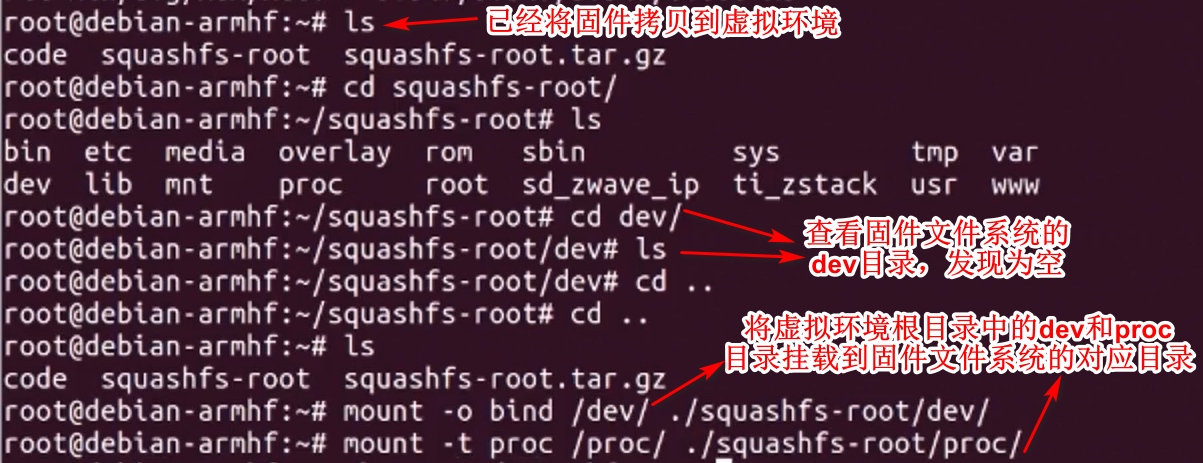 root@debian-armhf:~# ls
已经将固件拷贝到虚拟环境
code squashfs-root squashfs-root.tar.gz
root@debian-armhf:~# cd squashfs-root/
root@debian-armhf:~/squashfs-root# ls
bin etc media overlay rom sbin sys tmp var
dev lib mnt proc root sd_zwave_ip ti_zstack usr www
root@debian-armhf:~/squashfs-root# cd dev/
查看固件文件系统的
dev目录，发现为空
root@debian-armhf:~/squashfs-root/dev# ls
root@debian-armhf:~/squashfs-root/dev# cd ..
root@debian-armhf:~/squashfs-root# cd ..
将虚拟环境根目录中的dev和proc
目录挂载到固件文件系统的对应目录
root@debian-armhf:~# ls
code squashfs-root squashfs-root.tar.gz
root@debian-armhf:~# mount -o bind /dev/ ./squashfs-root/dev/
root@debian-armhf:~# mount -t proc /proc/ ./squashfs-root/proc/